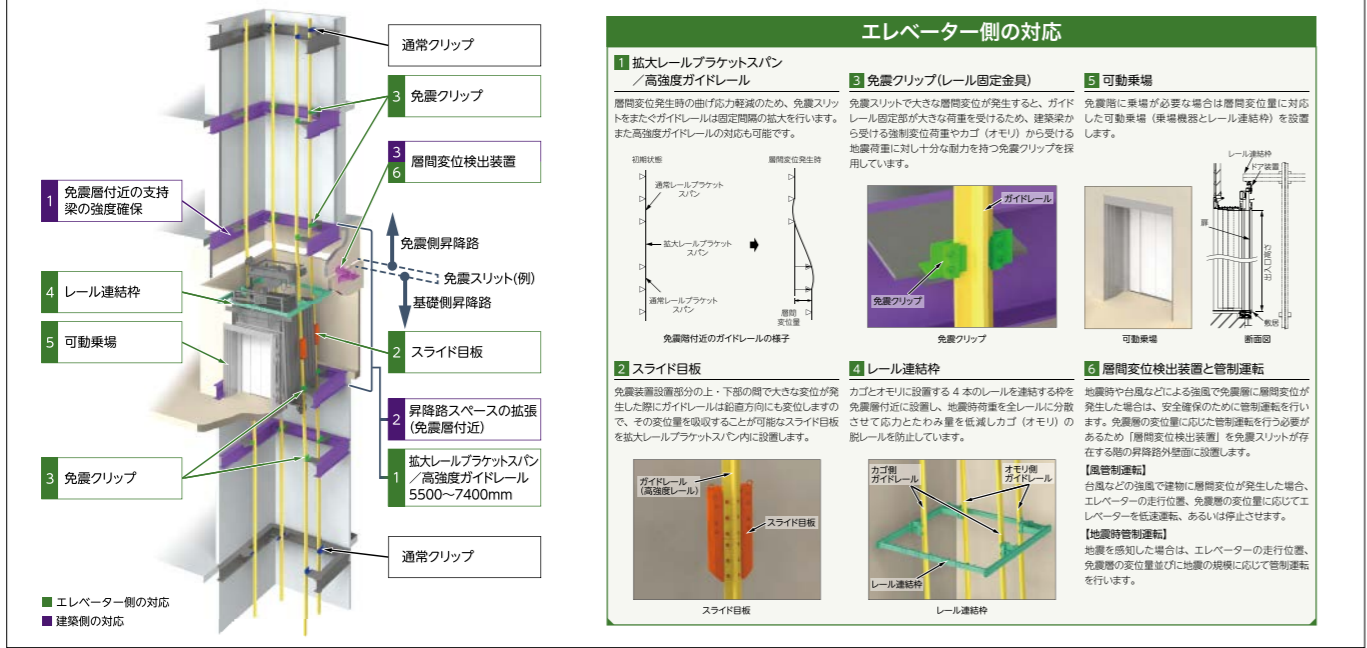 通常クリップ
3 免震クリップ
3
6
層間変位検出装置
1
免震層付近の支持
梁の強度確保
免震側昇降路
免震スリット(例)
基礎側昇降路
4 レール連結枠
5 可動乗場
2 スライド目板
2
昇降路スペースの拡張
(免震層付近)
1
拡大レールブラケットスパン
/高強度ガイドレール
5500~7400mm
3 免震クリップ
通常クリップ
■ エレベーター側の対応
■ 建築側の対応
エレベーター側の対応
1 拡大レールブラケットスパン
/高強度ガイドレール
層間変位発生時の曲げ応力軽減のため、免震スリッ
トをまたぐガイドレールは固定間隔の拡大を行います。
また高強度ガイドレールの対応も可能です。
初期状態
層間変位発生時
通常レールブラケット
スパン
拡大レールブラケット
スパン
通常レールブラケット
スパン
層間
変位量
免震階付近のガイドレールの様子
2 スライド目板
免震装置設置部分の上・下部の間で大きな変位が発
生した際にガイドレールは鉛直方向にも変位しますの
で、その変位量を吸収することが可能なスライド目板
を拡大レールブラケットスパン内に設置します。
ガイドレール
(高強度レール)
スライド目板
スライド目板
3 免震クリップ(レール固定金具)
免震スリットで大きな層間変位が発生すると、ガイド
レール固定部が大きな荷重を受けるため、建築梁か
ら受ける強制変位荷重やカゴ(オモリ)から受ける
地震荷重に対し十分な耐力を持つ免震クリップを採
用しています。
ガイドレール
免震クリップ
免震クリップ
4 レール連結枠
カゴとオモリに設置する 4 本のレールを連結する枠を
免震層付近に設置し、地震時荷重を全レールに分散
させて応力とたわみ量を低減しカゴ(オモリ)の
脱レールを防止しています。
カゴ側
ガイドレール
オモリ側
ガイドレール
レール連結枠
レール連結枠
5 可動乗場
免震階に乗場が必要な場合は層間変位量に対応
した可動乗場(乗場機器とレール連結枠)を設置
します。
レール連結枠
ドア装置
扉
出入口高さ
敷居
可動乗場
断面図
6 層間変位検出装置と管制運転
地震時や台風などによる強風で免震層に層間変位が
発生した場合は、安全確保のために管制運転を行い
ます。免震層の変位量に応じた管制運転を行う必要が
あるため「層間変位検出装置」を免震スリットが存
在する階の昇降路外壁面に設置します。
【風管制運転】
台風などの強風で建物に層間変位が発生した場合、
エレベーターの走行位置、免震層の変位量に応じてエ
レベーターを低速運転、あるいは停止させます。
【地震時管制運転】
地震を感知した場合は、エレベーターの走行位置、
免震層の変位量並びに地震の規模に応じて管制運転
を行います。